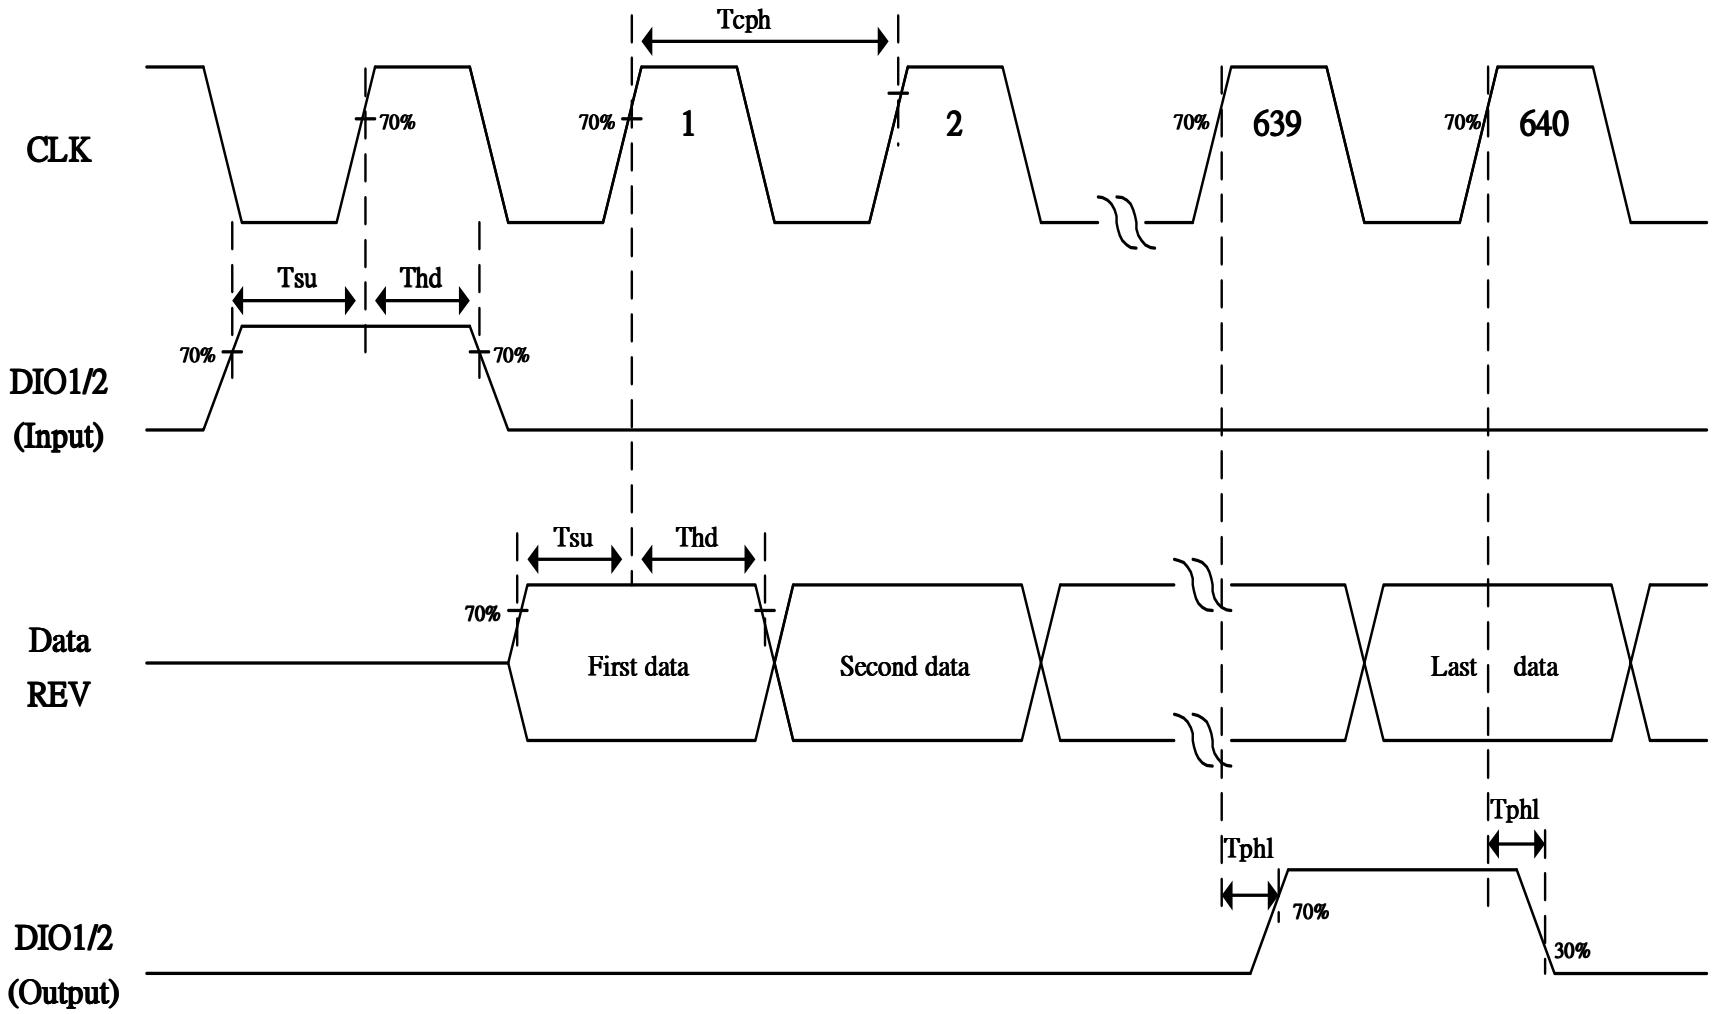 Tcph
CLK
70%
70%
1
2
70%
639
70%
640
Tsu
Thd
70%
70%
DIO1/2
(Input)
Tsu
Thd
70%
Data
REV
First data
Second data
Last data
Tphl
Tphl
70%
30%
DIO1/2
(Output)